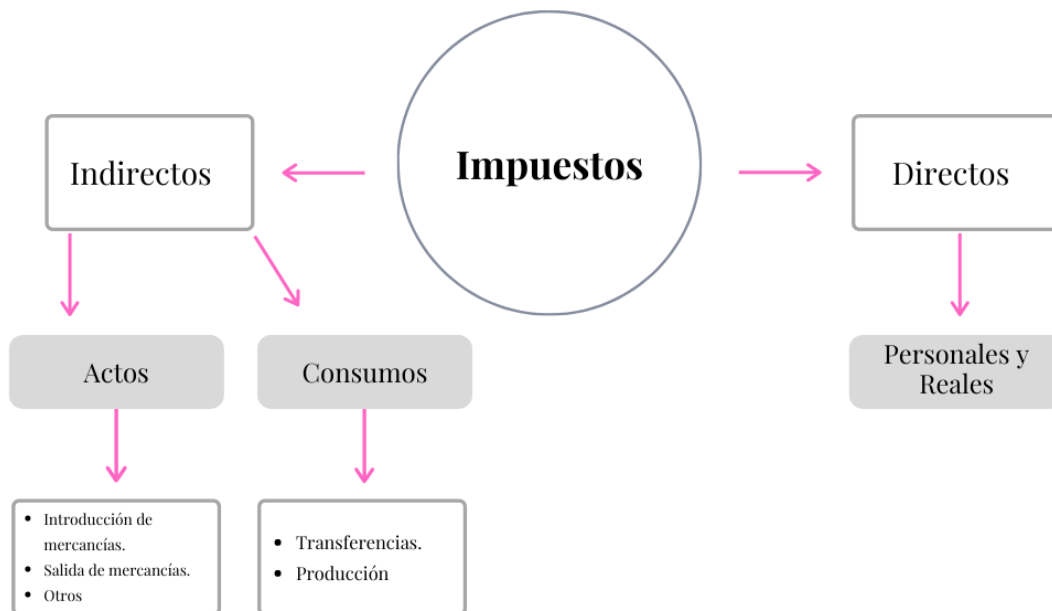 Impuestos
Indirectos
Directos
Actos
Consumos
Personales y
Reales
• Introducción de
mercancías.
• Salida de mercancías.
• Otros
• Transferencias.
• Producción